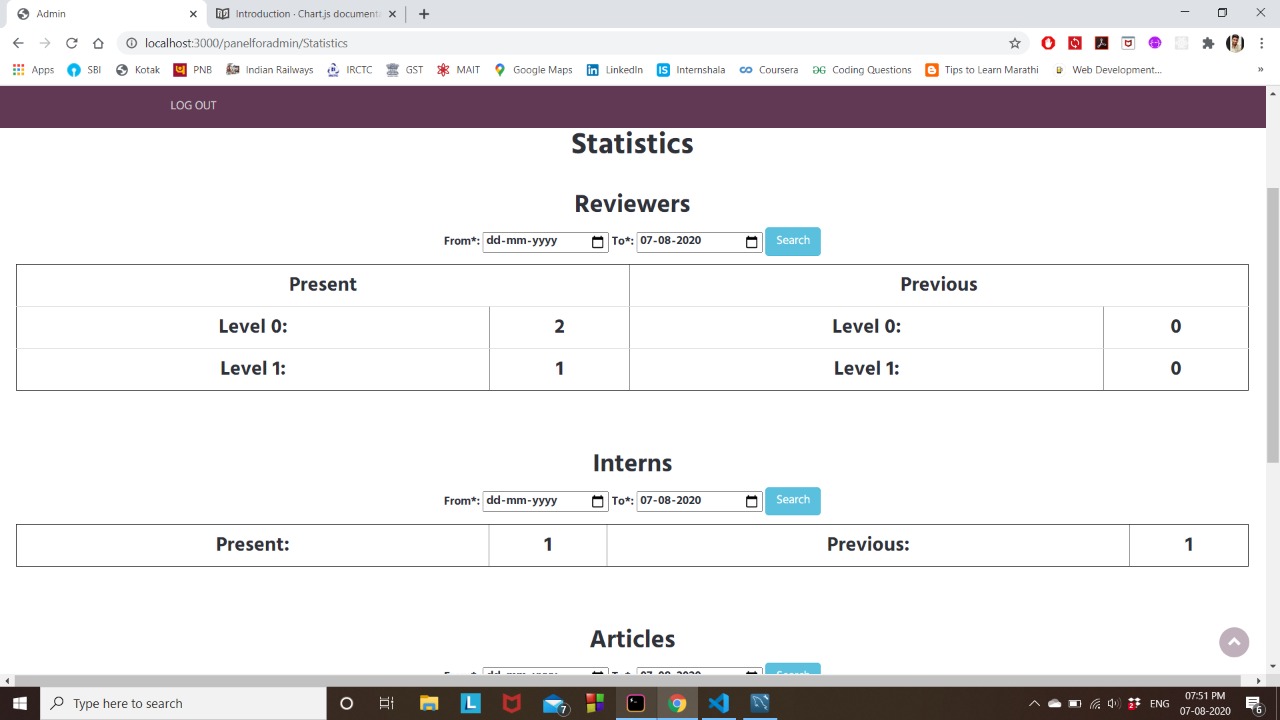 Admin
Introduction · Chart.js document
localhost:3000/panelforadmin/Statistics
Apps SBI Kotak PNB Indian Railways IRCTC GST MAIT Google Maps LinkedIn Internshala Coursera Coding Questions Tips to Learn Marathi Web Development...
LOG OUT
Statistics
Reviewers
From*: dd-mm-yyyy To*: 07-08-2020 Search
Present Previous
Level 0: 2 Level 0: 0
Level 1: 1 Level 1: 0
Interns
From*: dd-mm-yyyy To*: 07-08-2020 Search
Present: 1 Previous: 1
Articles
Type here to search
7
ENG
07:51 PM
07-08-2020
6